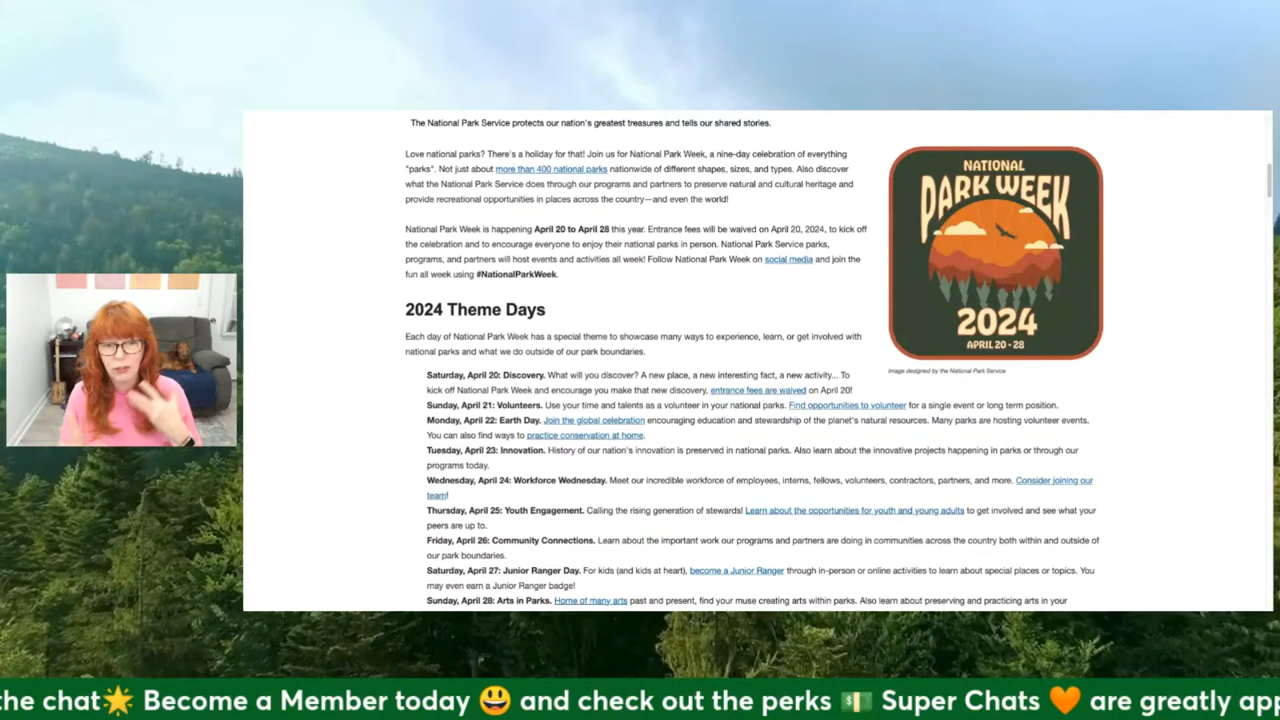 The National Park Service protects our nation's greatest treasures and tells our shared stories.
Love national parks? There's a holiday for that! Join us for National Park Week, a nine-day celebration of everything
"parks". Not just about more than 400 national parks nationwide of different shapes, sizes, and types. Also discover
what the National Park Service does through our programs and partners to preserve natural and cultural heritage and
provide recreational opportunities in places across the country—and even the world!
National Park Week is happening April 20 to April 28 this year. Entrance fees will be waived on April 20, 2024, to kick off
the celebration and to encourage everyone to enjoy their national parks in person. National Park Service parks,
programs, and partners will host events and activities all week! Follow National Park Week on social media and join the
fun all week using #NationalParkWeek.
NATIONAL
PARK WEEK
2024
APRIL 20 - 28
Image designed by the National Park Service
2024 Theme Days
Each day of National Park Week has a special theme to showcase many ways to experience, learn, or get involved with
national parks and what we do outside of our park boundaries.
Saturday, April 20: Discovery. What will you discover? A new place, a new interesting fact, a new activity... To
kick off National Park Week and encourage you make that new discovery, entrance fees are waived on April 20!
Sunday, April 21: Volunteers. Use your time and talents as a volunteer in your national parks. Find opportunities to volunteer for a single event or long term position.
Monday, April 22: Earth Day. Join the global celebration encouraging education and stewardship of the planet's natural resources. Many parks are hosting volunteer events.
You can also find ways to practice conservation at home.
Tuesday, April 23: Innovation. History of our nation's innovation is preserved in national parks. Also learn about the innovative projects happening in parks or through our
programs today.
Wednesday, April 24: Workforce Wednesday. Meet our incredible workforce of employees, interns, fellows, volunteers, contractors, partners, and more. Consider joining our
team!
Thursday, April 25: Youth Engagement. Calling the rising generation of stewards! Learn about the opportunities for youth and young adults to get involved and see what your
peers are up to.
Friday, April 26: Community Connections. Learn about the important work our programs and partners are doing in communities across the country both within and outside of
our park boundaries.
Saturday, April 27: Junior Ranger Day. For kids (and kids at heart), become a Junior Ranger through in-person or online activities to learn about special places or topics. You
may even earn a Junior Ranger badge!
Sunday, April 28: Arts in Parks. Home of many arts past and present, find your muse creating arts within parks. Also learn about preserving and practicing arts in your
the chat🌟 Become a Member today 😃 and check out the perks 💵 Super Chats 🧡 are greatly app